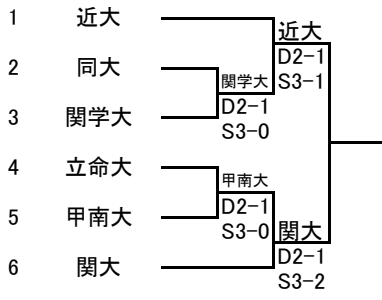 1 近大
近大
D2-1
S3-1
2 同大
関学大
D2-1
S3-0
3 関学大
4 立命大
甲南大
D2-1
S3-0
5 甲南大
関大
D2-1
S3-2
6 関大